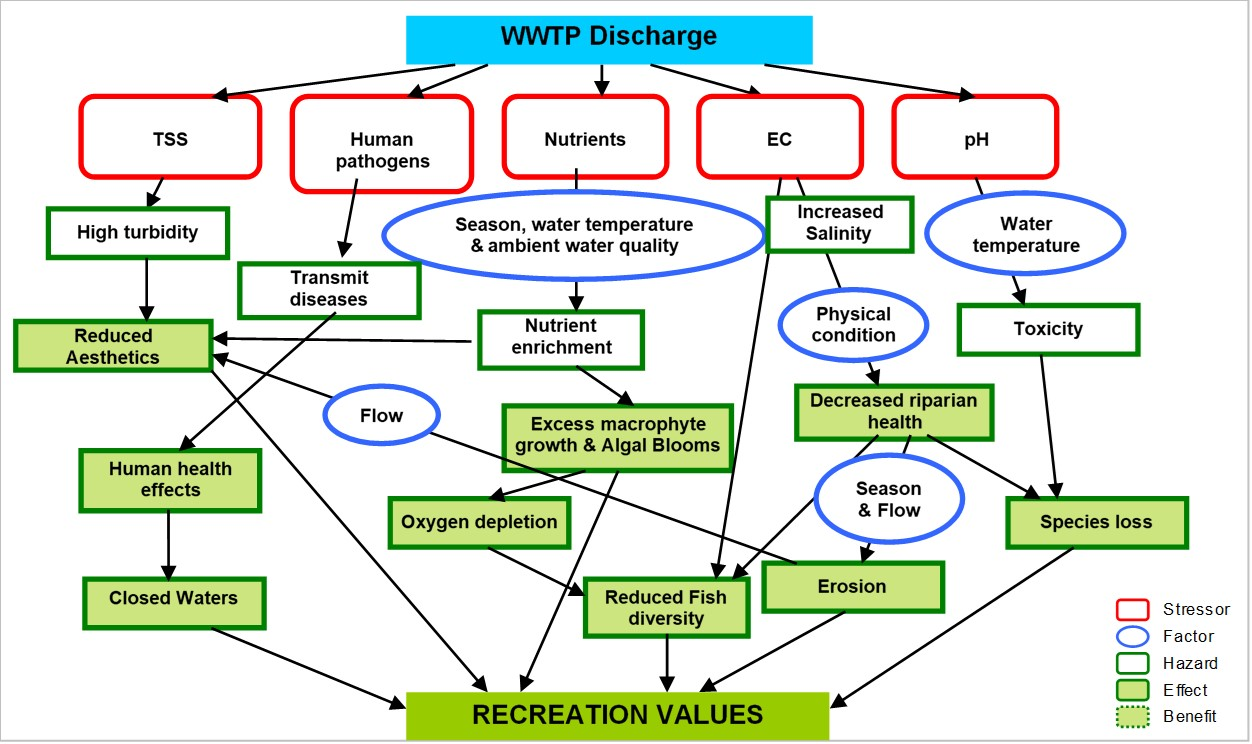 WWTP Discharge
TSS
Human
pathogens
Nutrients
EC
pH
High turbidity
Season, water temperature
& ambient water quality
Increased
Salinity
Water
temperature
Transmit
diseases
Reduced
Aesthetics
Nutrient
enrichment
Physical
condition
Toxicity
Flow
Excess macrophyte
growth & Algal Blooms
Decreased riparian
health
Human health
effects
Oxygen depletion
Season
& Flow
Species loss
Closed Waters
Reduced Fish
diversity
Erosion
Stressor
Factor
Hazard
Effect
Benefit
RECREATION VALUES